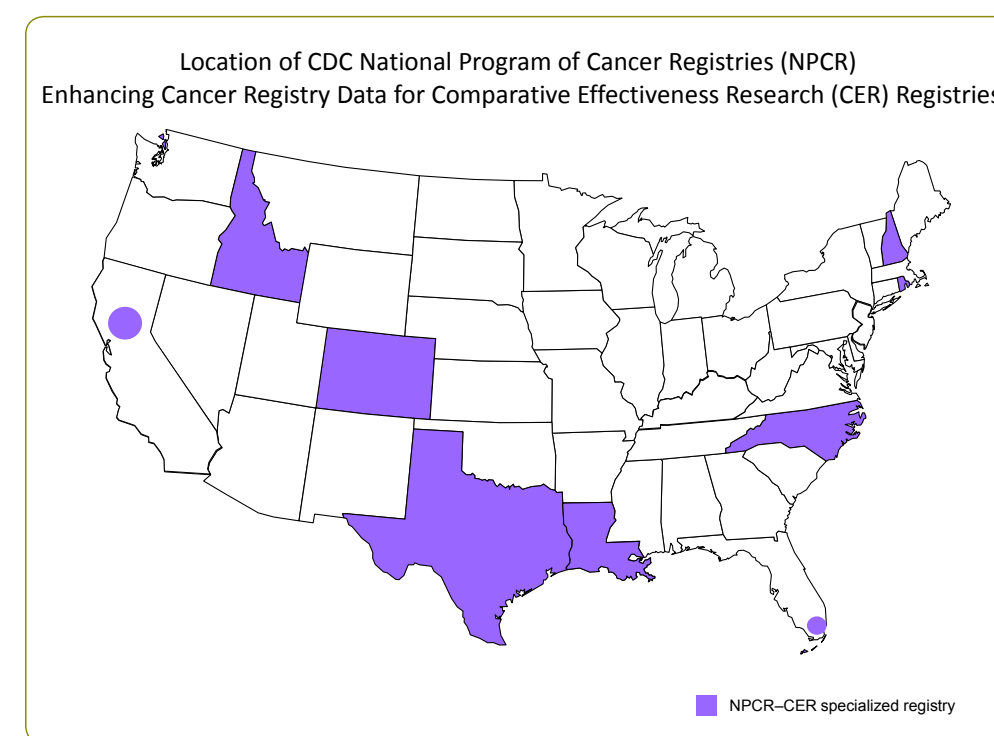 Location of CDC National Program of Cancer Registries (NPCR)
Enhancing Cancer Registry Data for Comparative Effectiveness Research (CER) Registries
NPCR–CER specialized registry